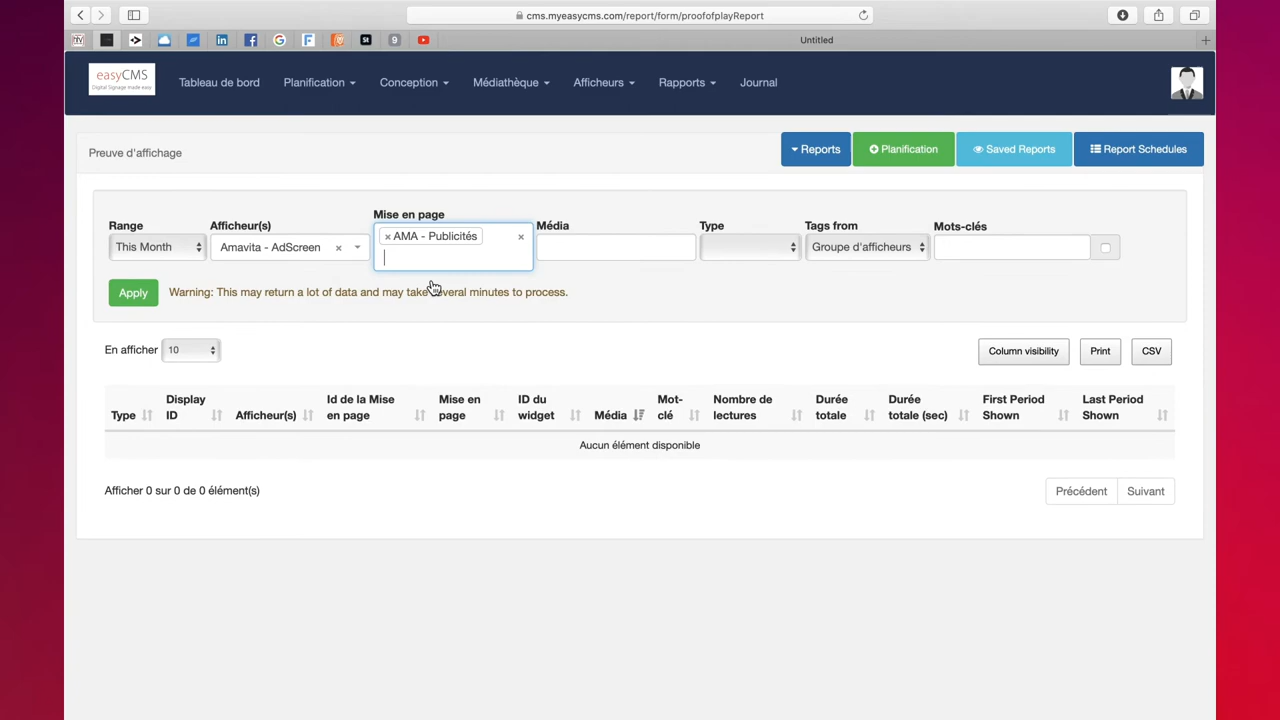 cms.myeasycms.com/report/form/proofofplayReport
Untitled
easyCMS
Digital Signage made easy
Tableau de bord
Planification
Conception
Médiathèque
Afficheurs
Rapports
Journal
Preuve d'affichage
Reports
Planification
Saved Reports
Report Schedules
Range
Afficheur(s)
Mise en page
Média
Type
Tags from
Mots-clés
This Month
Amavita - AdScreen ×
× AMA - Publicités ×
Groupe d'afficheurs
Apply
Warning: This may return a lot of data and may take several minutes to process.
En afficher 10
Column visibility
Print
CSV
Type
Display
ID
Afficheur(s)
Id de la Mise
en page
Mise en
page
ID du
widget
Média
Mot-
clé
Nombre de
lectures
Durée
totale
Durée
totale (sec)
First Period
Shown
Last Period
Shown
Aucun élément disponible
Afficher 0 sur 0 de 0 élément(s)
Précédent
Suivant